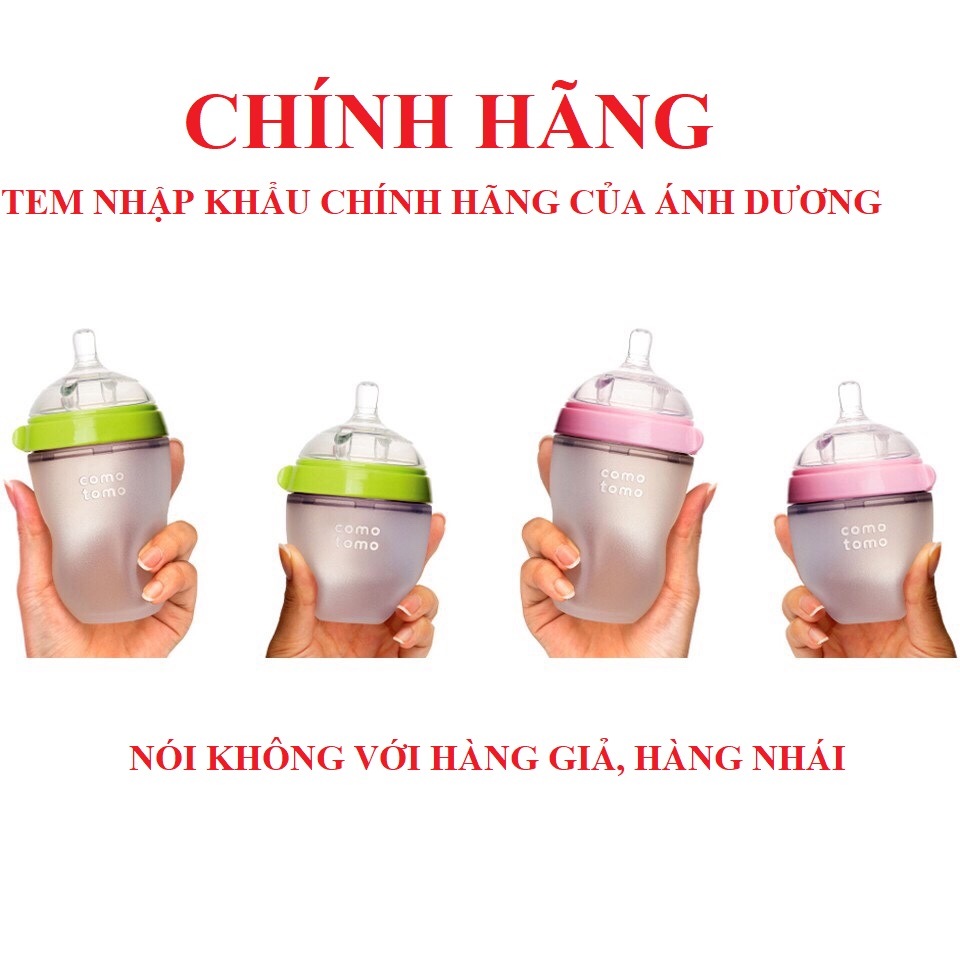 CHÍNH HÃNG
TEM NHẬP KHẨU CHÍNH HÃNG CỦA ÁNH DƯƠNG
como
tomo
como
tomo
como
tomo
como
tomo
NÓI KHÔNG VỚI HÀNG GIẢ, HÀNG NHÁI